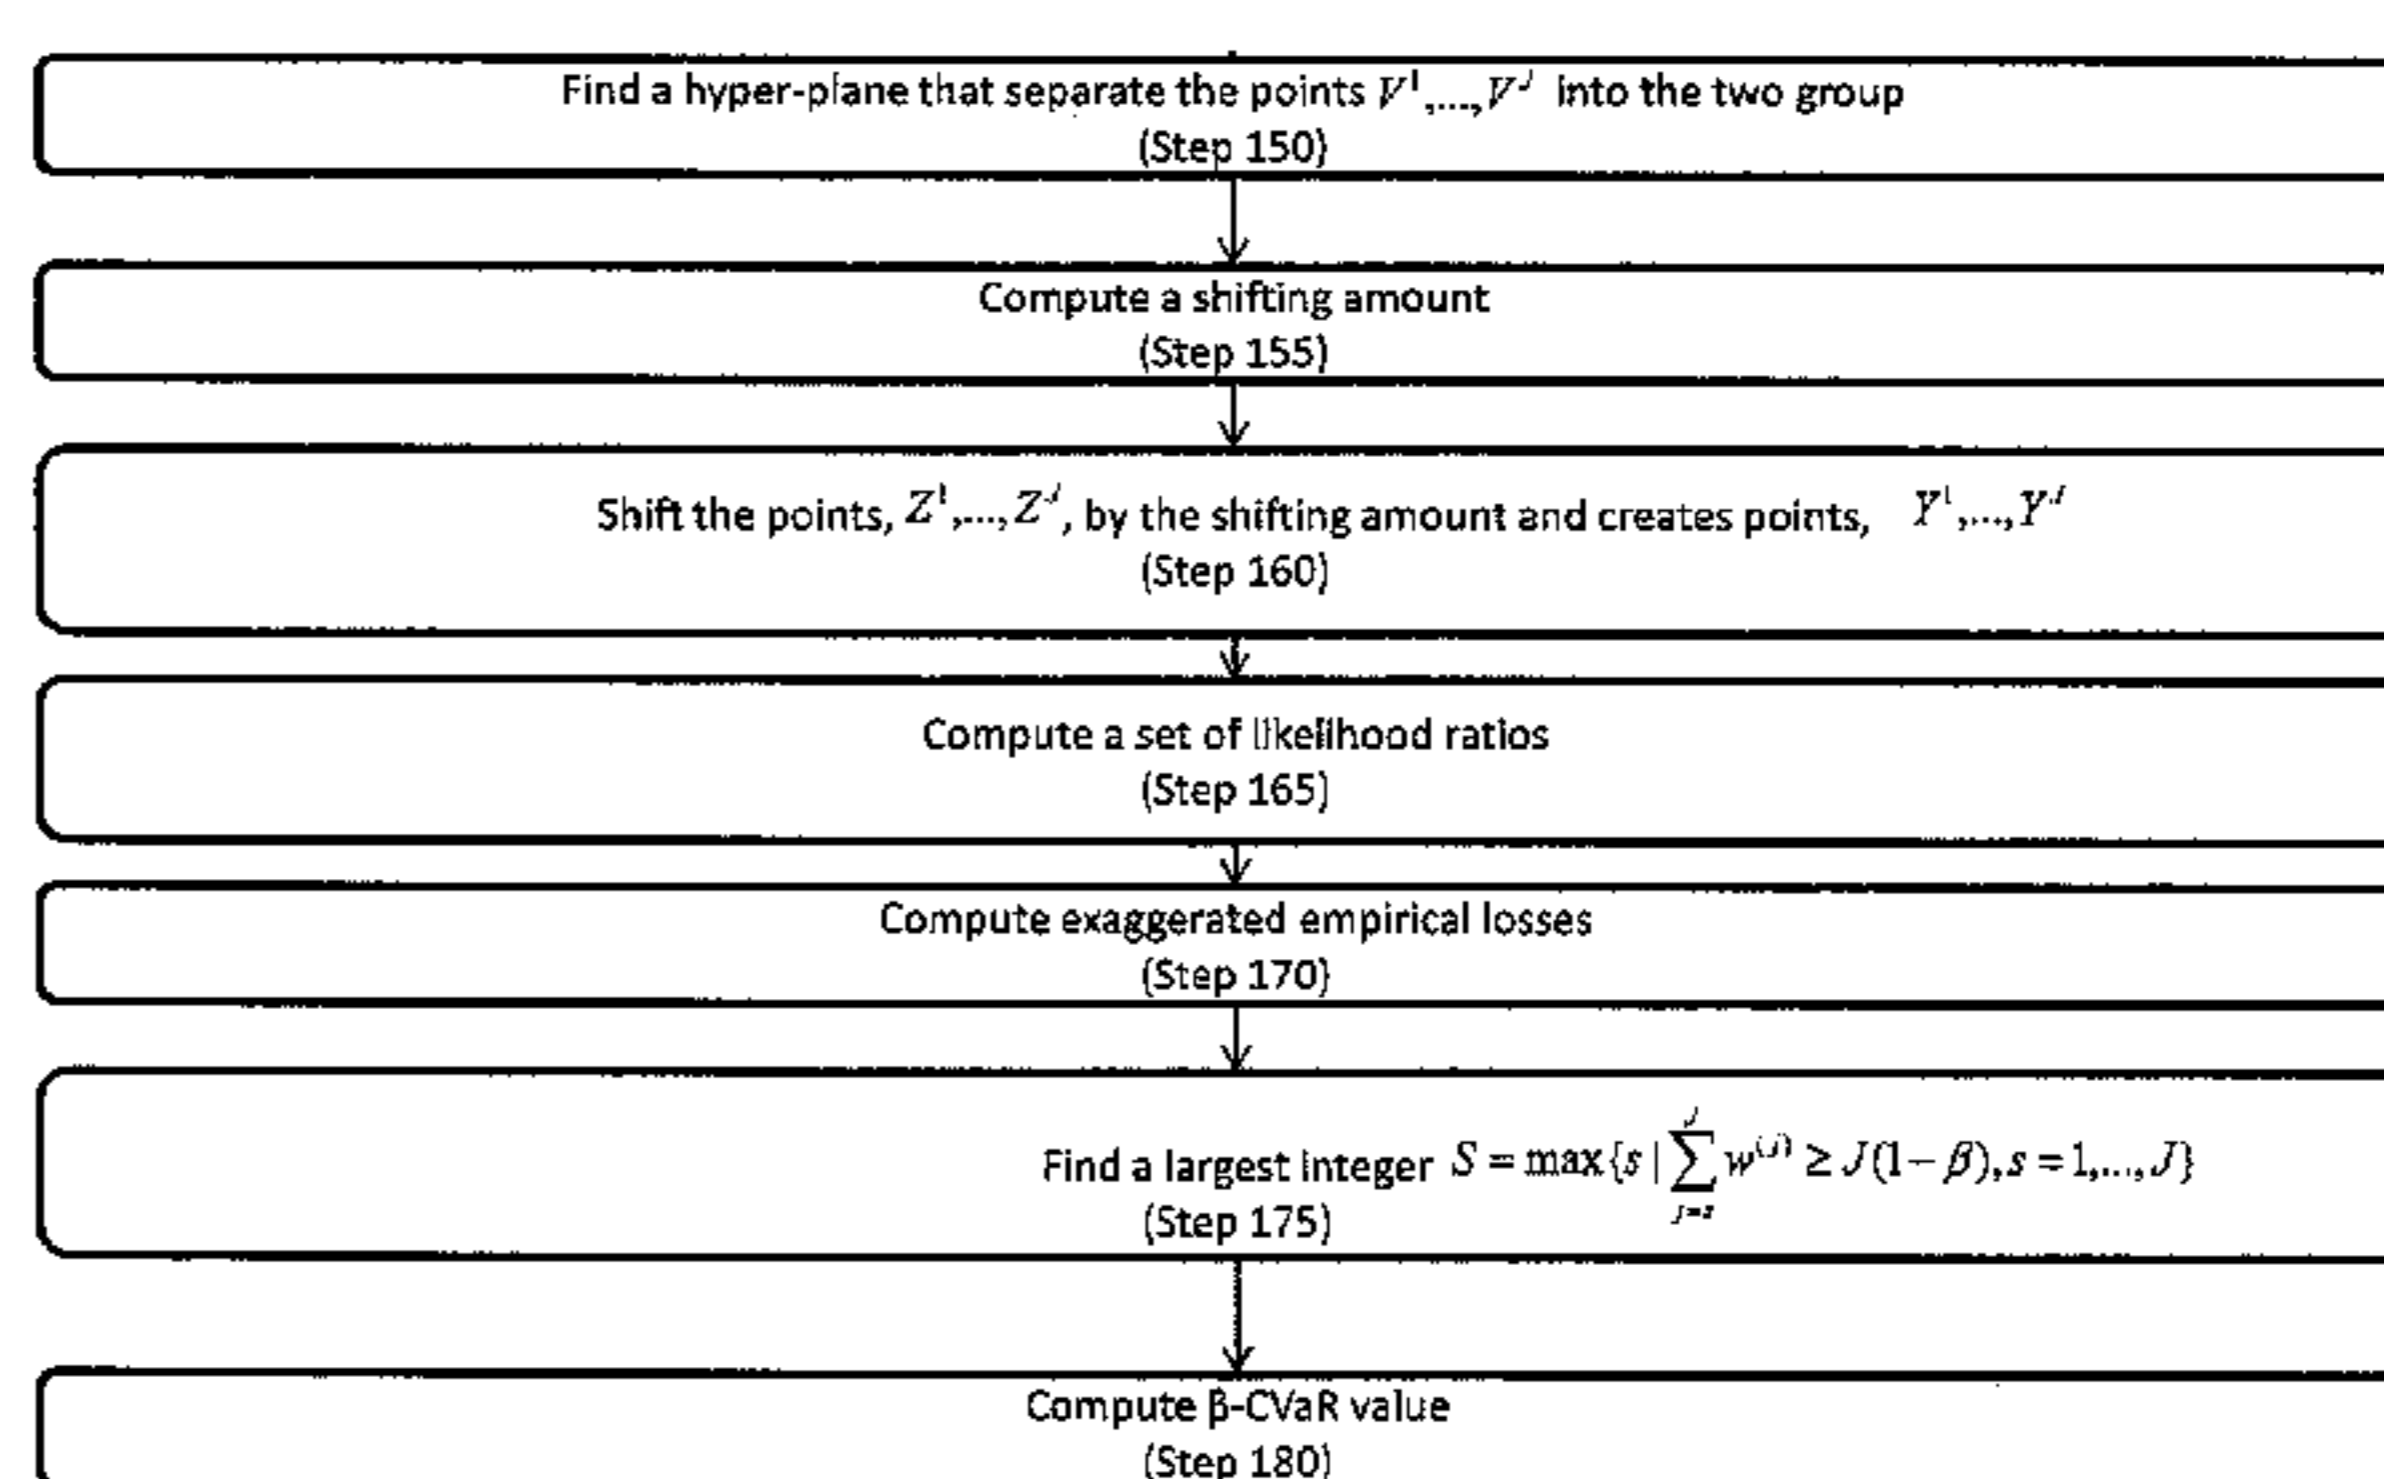 Find a hyper-plane that separate the points V¹,...,Vᴶ into the two group
(Step 150)
Compute a shifting amount
(Step 155)
Shift the points, Z¹,...,Zᴶ, by the shifting amount and creates points, Y¹,...,Yᴶ
(Step 160)
Compute a set of likelihood ratios
(Step 165)
Compute exaggerated empirical losses
(Step 170)
Find a largest integer S = max{s | ∑_{j=s}^{J} w^{(j)} ≥ J(1−β), s = 1,..., J}
(Step 175)
Compute β-CVaR value
(Step 180)